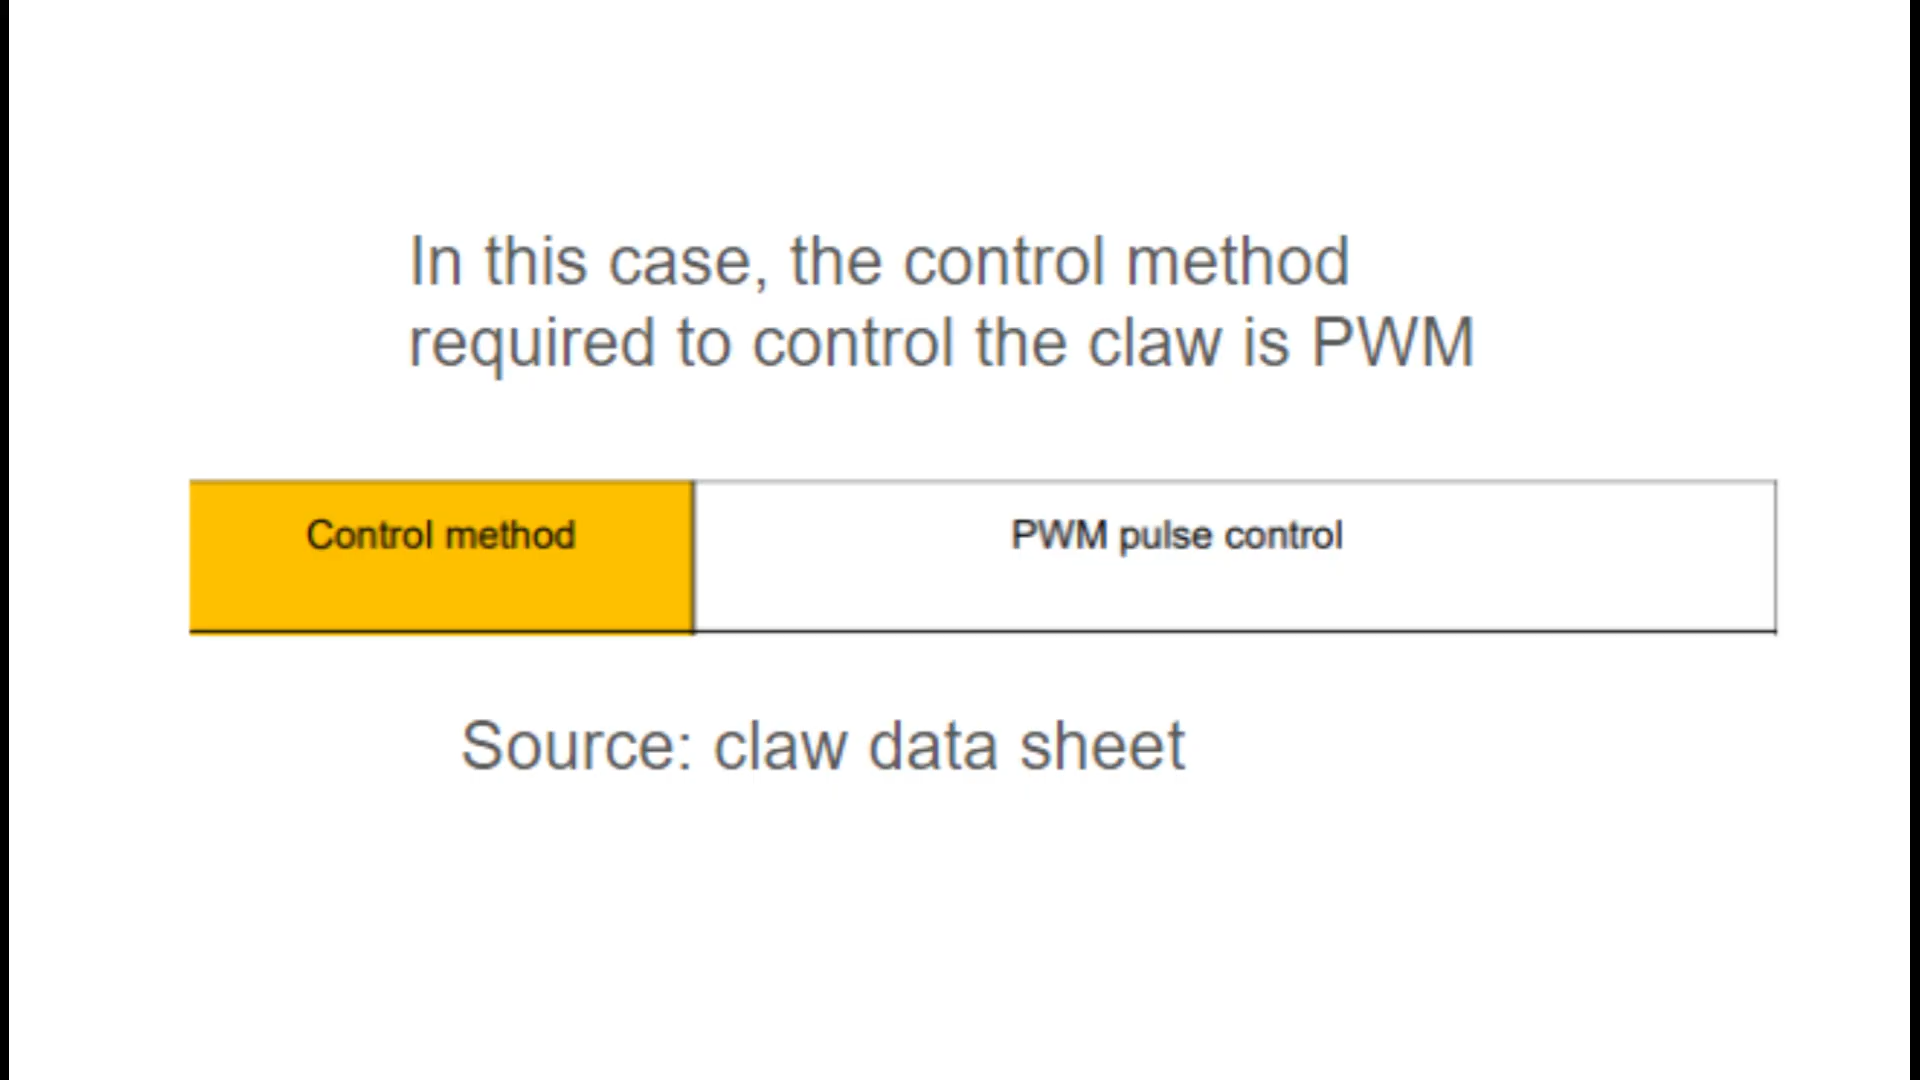 In this case, the control method
required to control the claw is PWM
Control method PWM pulse control
Source: claw data sheet